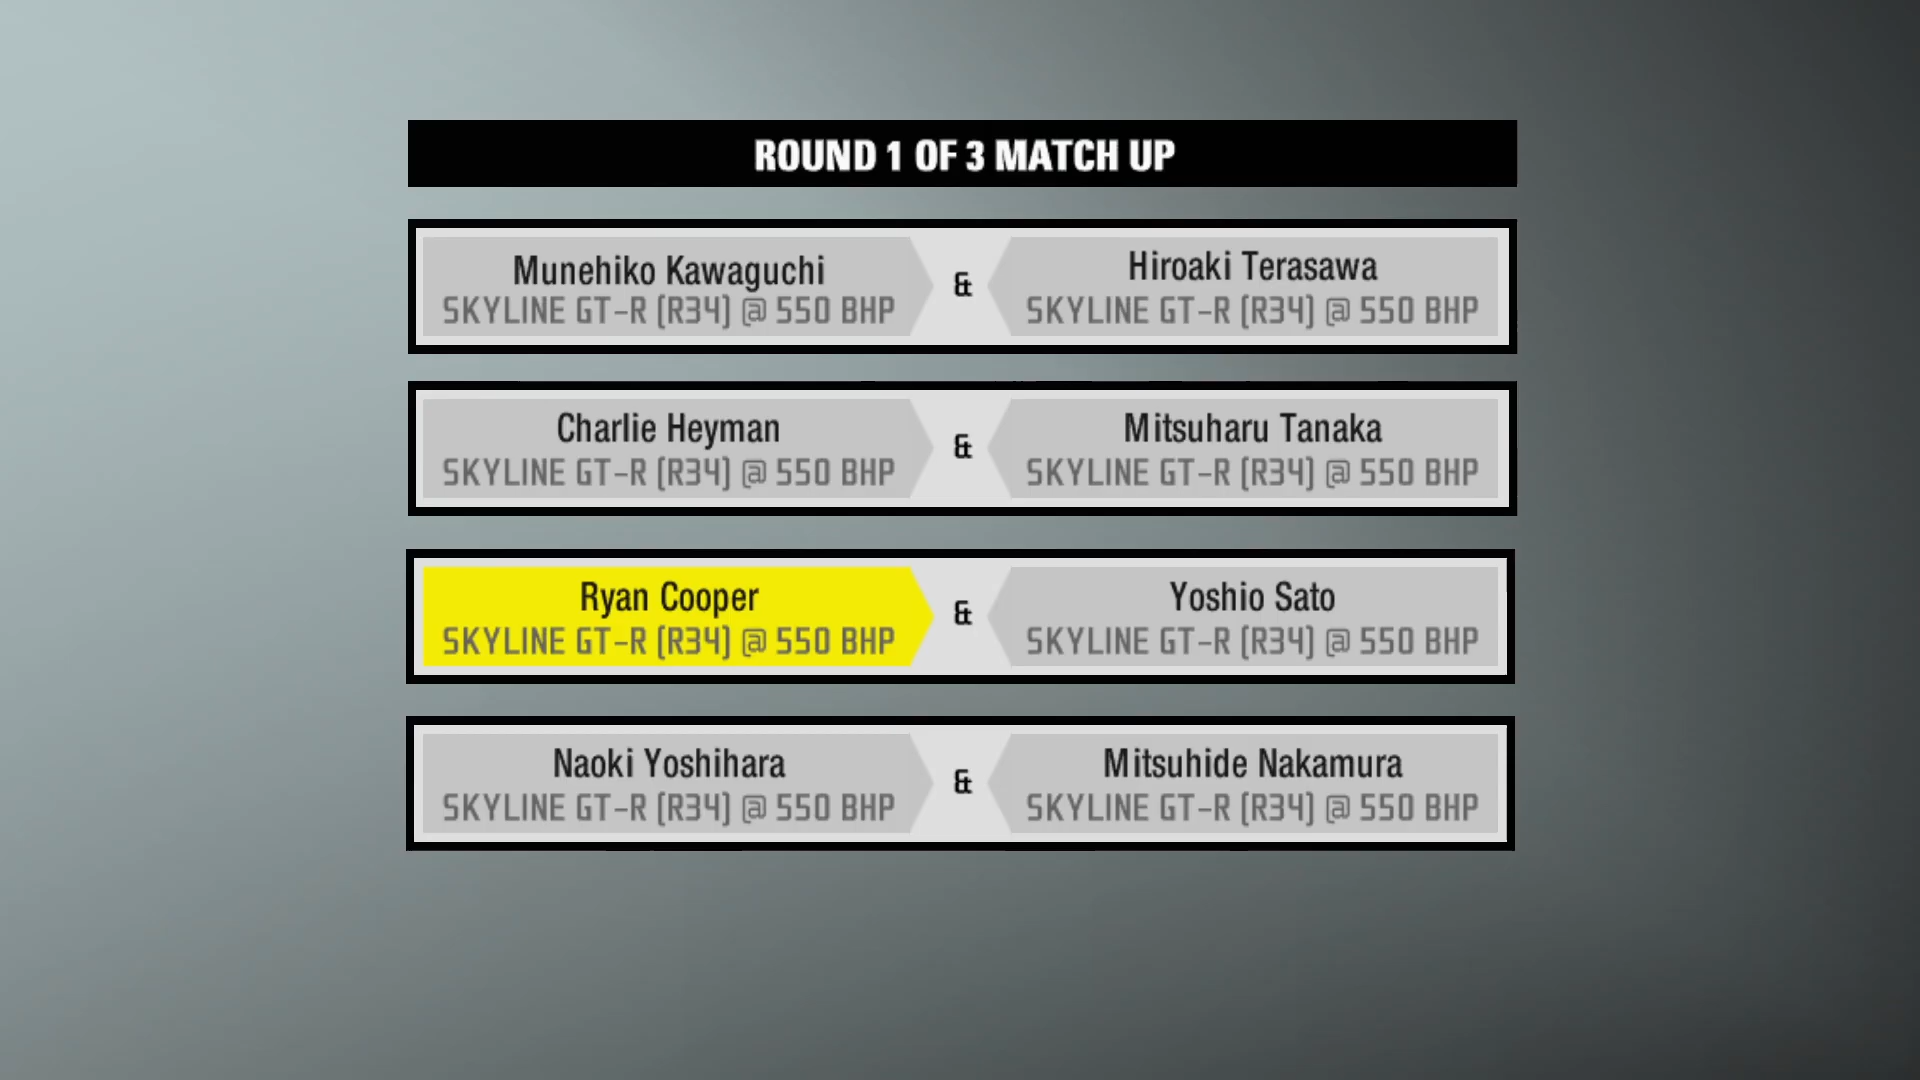 ROUND 1 OF 3 MATCH UP
Munehiko Kawaguchi & Hiroaki Terasawa
SKYLINE GT-R (R34) @ 550 BHP SKYLINE GT-R (R34) @ 550 BHP
Charlie Heyman & Mitsuharu Tanaka
SKYLINE GT-R (R34) @ 550 BHP SKYLINE GT-R (R34) @ 550 BHP
Ryan Cooper & Yoshio Sato
SKYLINE GT-R (R34) @ 550 BHP SKYLINE GT-R (R34) @ 550 BHP
Naoki Yoshihara & Mitsuhide Nakamura
SKYLINE GT-R (R34) @ 550 BHP SKYLINE GT-R (R34) @ 550 BHP